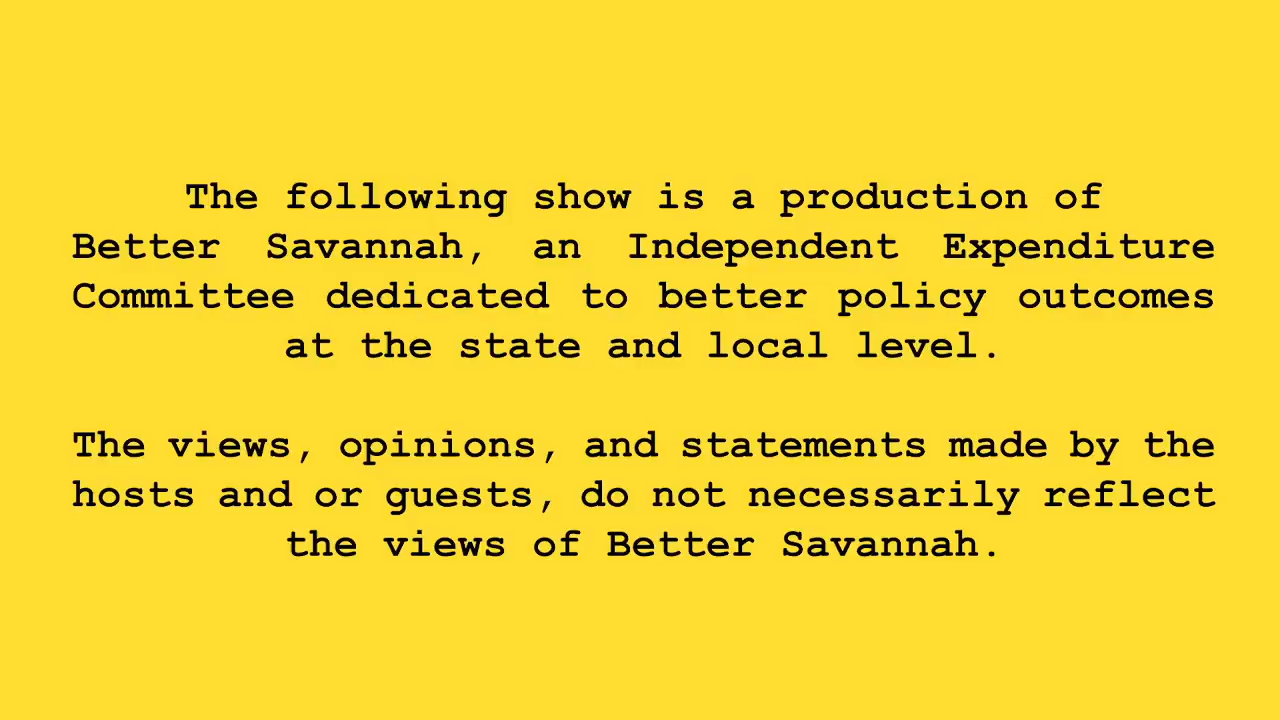 The following show is a production of
Better Savannah, an Independent Expenditure
Committee dedicated to better policy outcomes
at the state and local level.
The views, opinions, and statements made by the
hosts and or guests, do not necessarily reflect
the views of Better Savannah.